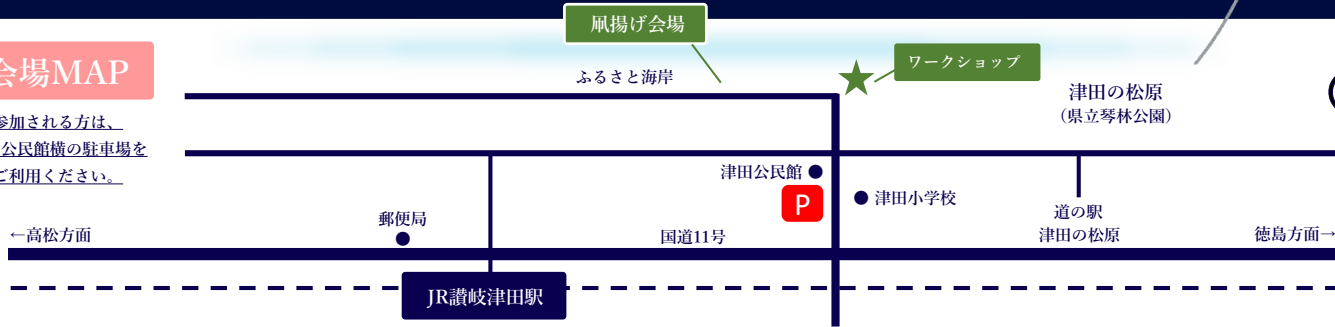 凧揚げ会場
会場MAP
ふるさと海岸
ワークショップ
津田の松原
(県立琴林公園)
参加される方は、
公民館横の駐車場を
ご利用ください。
津田公民館
P
津田小学校
道の駅
津田の松原
郵便局
←高松方面
国道11号
徳島方面→
JR讃岐津田駅